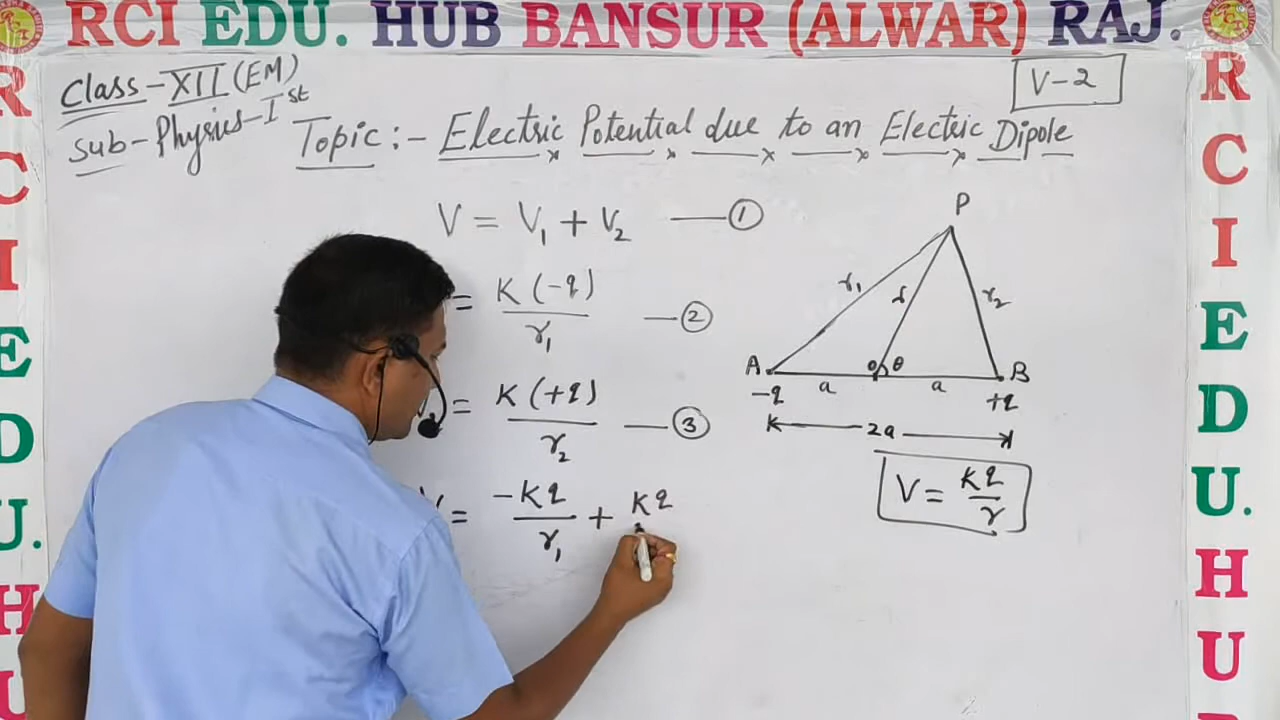 RCI EDU. HUB BANSUR (ALWAR) RAJ.
Class-XII (EM)
Sub-Physics-Ist
V-2
Topic :- Electric Potential due to an Electric Dipole
V = V₁ + V₂ —①
= K(-q)/r₁ —②
= K(+q)/r₂ —③
V = -Kq/r₁ + Kq
P
r₁ r r₂
A O θ B
-q a a +q
2a
V = Kq/r
R
C
I
E
D
U.
H
U
R
C
I
E
D
U.
H
U